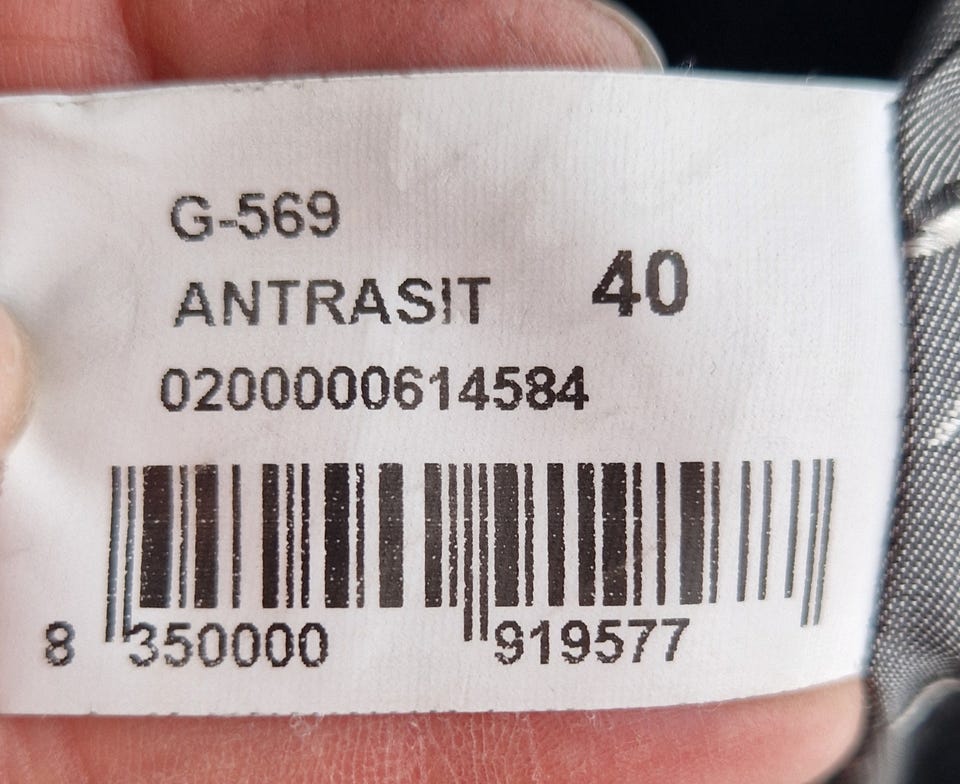 G-569
ANTRASIT 40
0200000614584
8 350000 919577